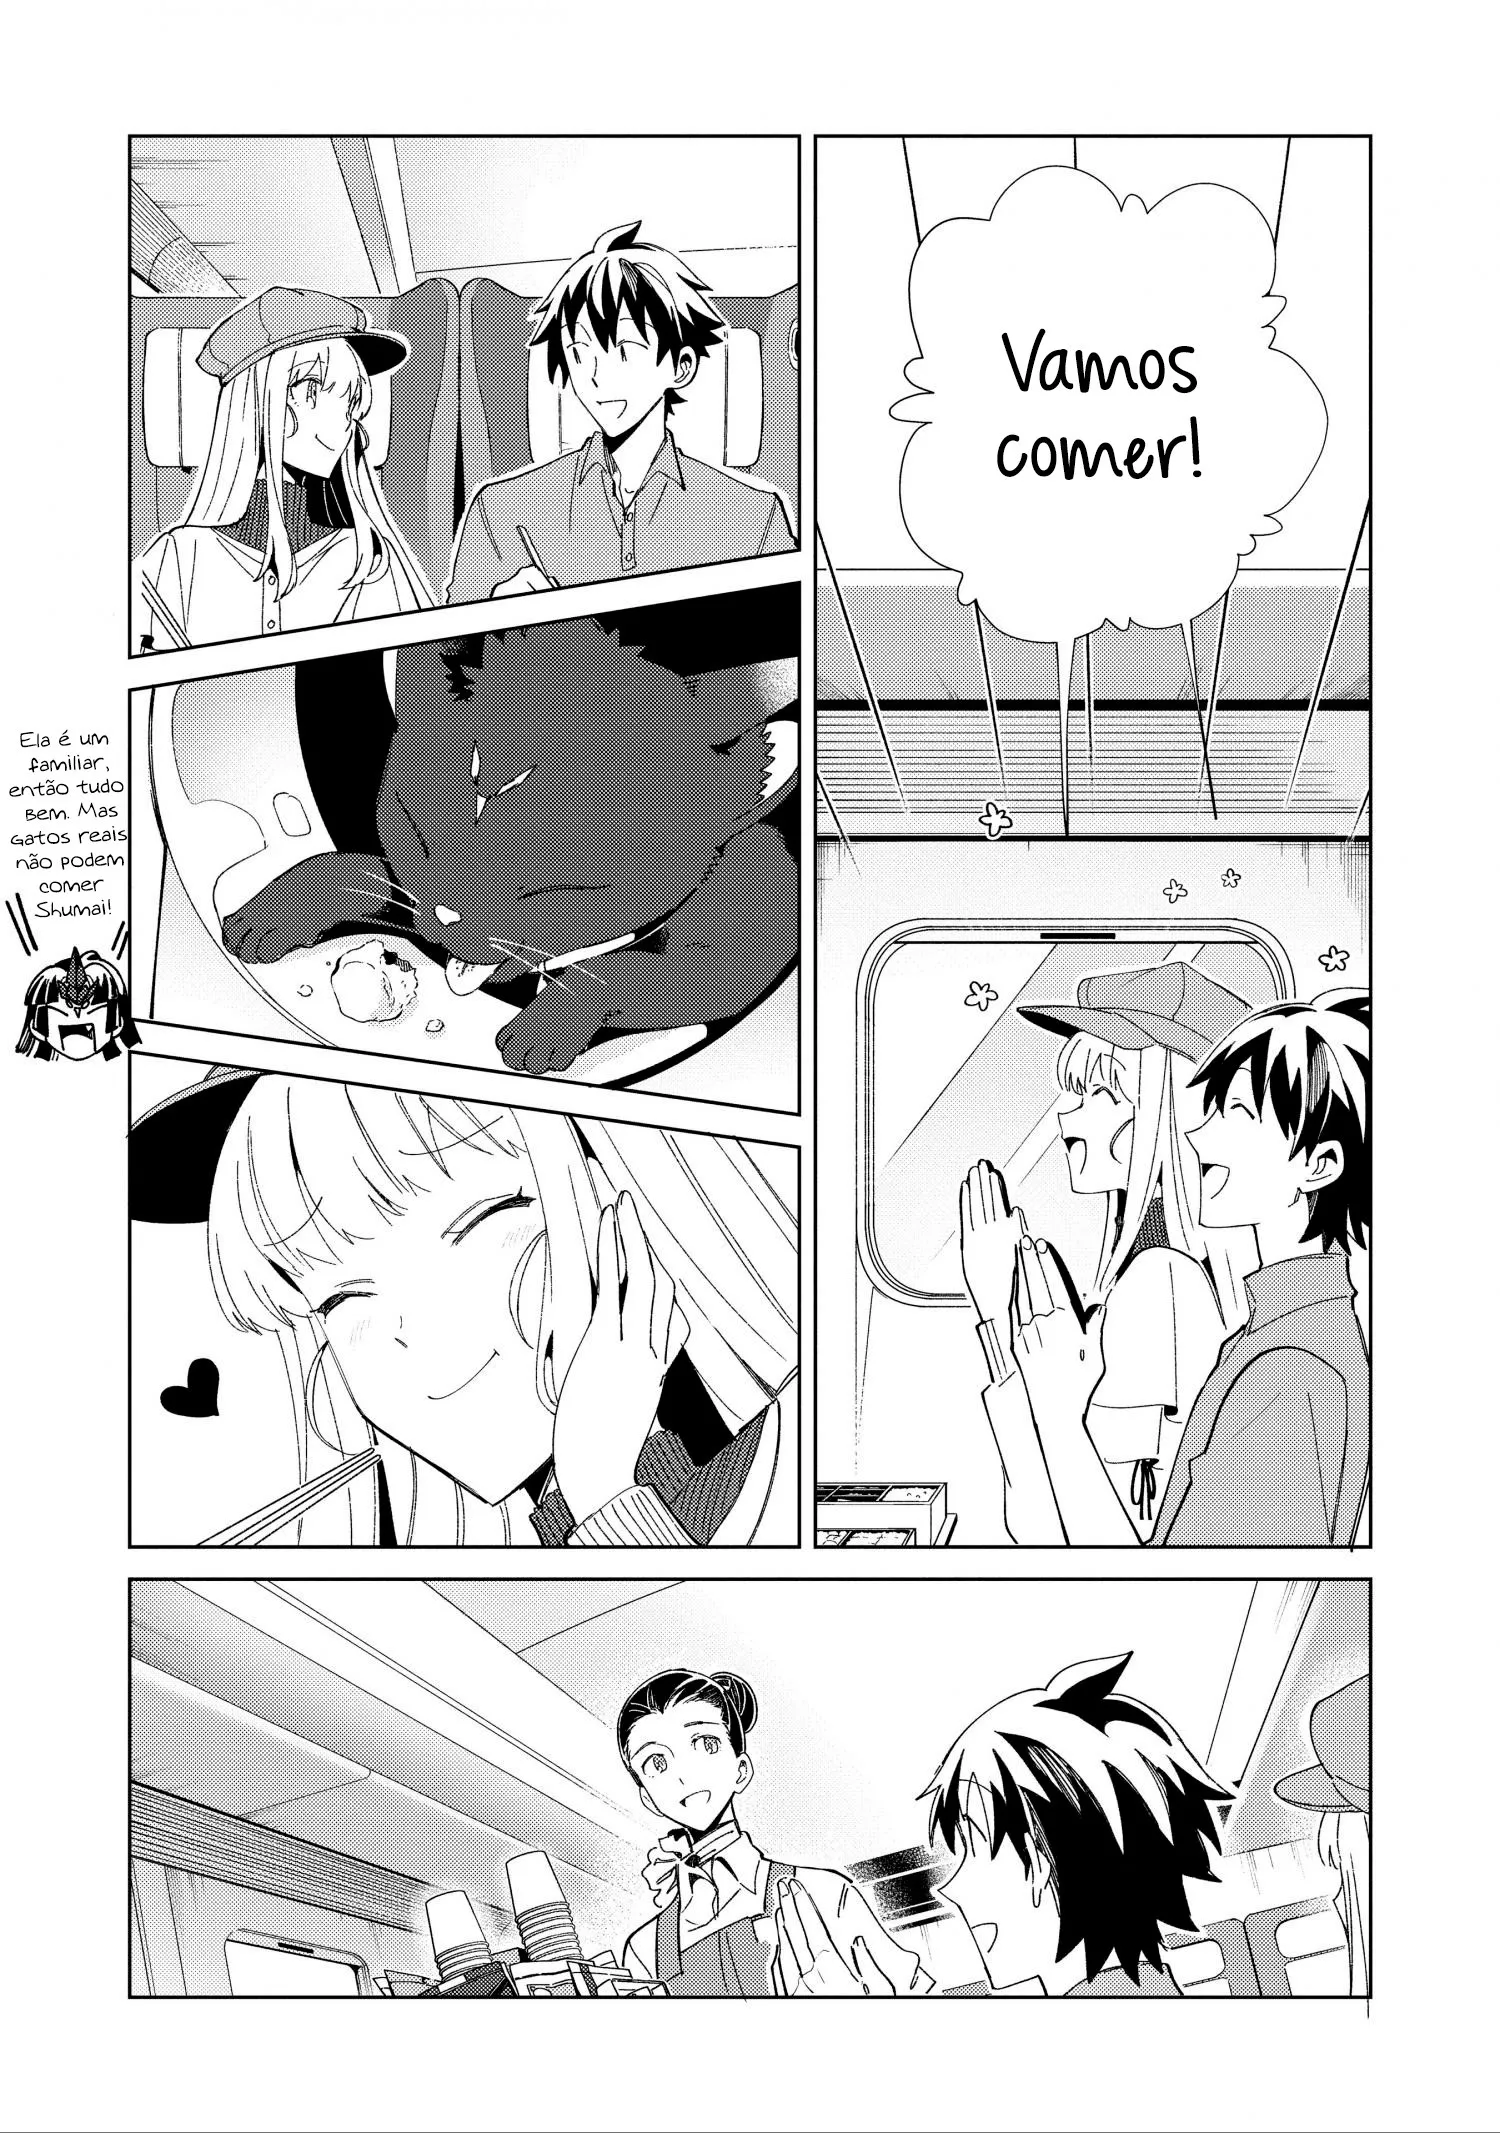 Vamos
comer!
Ela é um
familiar,
então tudo
bem. Mas
gatos reais
não podem
comer
Shumai!